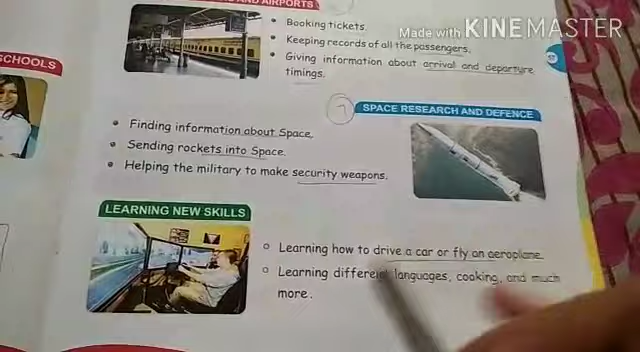 AND AIRPORTS
Booking tickets.
Made with KINEMASTER
Keeping records of all the passengers.
Giving information about arrival and departure
timings.
SCHOOLS
7
SPACE RESEARCH AND DEFENCE
Finding information about Space.
Sending rockets into Space.
Helping the military to make security weapons.
LEARNING NEW SKILLS
Learning how to drive a car or fly an aeroplane.
Learning different languages, cooking, and much
more.